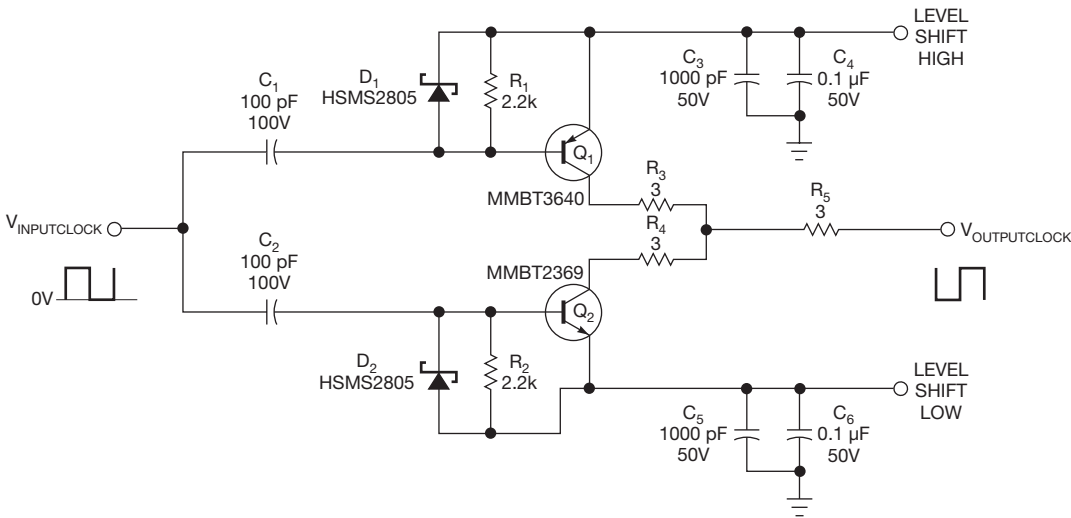 LEVEL
SHIFT
HIGH
D1
HSMS2805
R1
2.2k
C3
1000 pF
50V
C4
0.1 µF
50V
C1
100 pF
100V
Q1
MMBT3640
R3
3
R5
3
VINPUTCLOCK
VOUTPUTCLOCK
R4
3
C2
100 pF
100V
MMBT2369
0V
Q2
D2
HSMS2805
R2
2.2k
LEVEL
SHIFT
LOW
C5
1000 pF
50V
C6
0.1 µF
50V